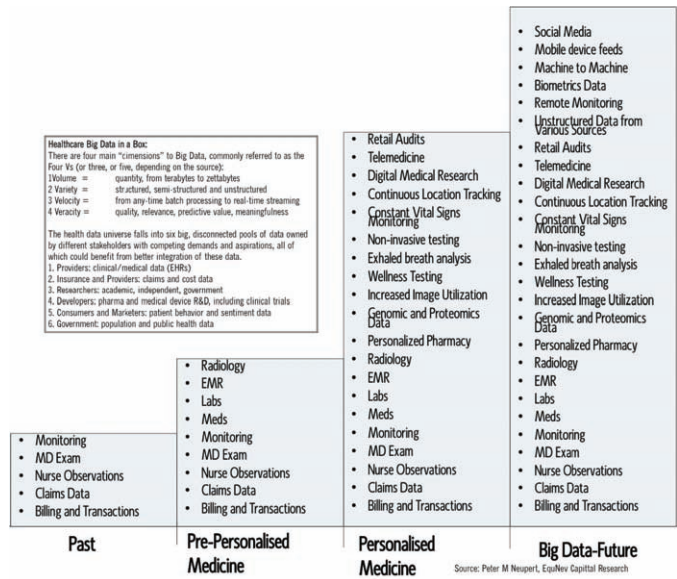 Healthcare Big Data in a Box:
There are four main "cimensions" to Big Data, commonly referred to as the
Four Vs (or three, or five, depending on the source):
1Volume = quantity, from terabytes to zettabytes
2 Variety = structured, semi-structured and unstructured
3 Velocity = from any-time batch processing to real-time streaming
4 Veracity = quality, relevance, predictive value, meaningfulness
The health data universe falls into six big, disconnected pools of data owned
by different stakeholders with competing demands and aspirations, all of
which could benefit from better integration of these data.
1. Providers: clinical/medical data (EHRs)
2. Insurance and Providers: claims and cost data
3. Researchers: academic, independent, government
4. Developers: pharma and medical device R&D, including clinical trials
5. Consumers and Marketers: patient behavior and sentiment data
6. Government: population and public health data
• Monitoring
• MD Exam
• Nurse Observations
• Claims Data
• Billing and Transactions
Past
• Radiology
• EMR
• Labs
• Meds
• Monitoring
• MD Exam
• Nurse Observations
• Claims Data
• Billing and Transactions
Pre-Personalised
Medicine
• Retail Audits
• Telemedicine
• Digital Medical Research
• Continuous Location Tracking
• Constant Vital Signs
Monitoring
• Non-invasive testing
• Exhaled breath analysis
• Wellness Testing
• Increased Image Utilization
• Genomic and Proteomics
Data
• Personalized Pharmacy
• Radiology
• EMR
• Labs
• Meds
• Monitoring
• MD Exam
• Nurse Observations
• Claims Data
• Billing and Transactions
Personalised
Medicine
• Social Media
• Mobile device feeds
• Machine to Machine
• Biometrics Data
• Remote Monitoring
• Unstructured Data from
Various Sources
• Retail Audits
• Telemedicine
• Digital Medical Research
• Continuous Location Tracking
• Constant Vital Signs
Monitoring
• Non-invasive testing
• Exhaled breath analysis
• Wellness Testing
• Increased Image Utilization
• Genomic and Proteomics
Data
• Personalized Pharmacy
• Radiology
• EMR
• Labs
• Meds
• Monitoring
• MD Exam
• Nurse Observations
• Claims Data
• Billing and Transactions
Big Data-Future
Source: Peter M Neupert, EquNev Capittal Research